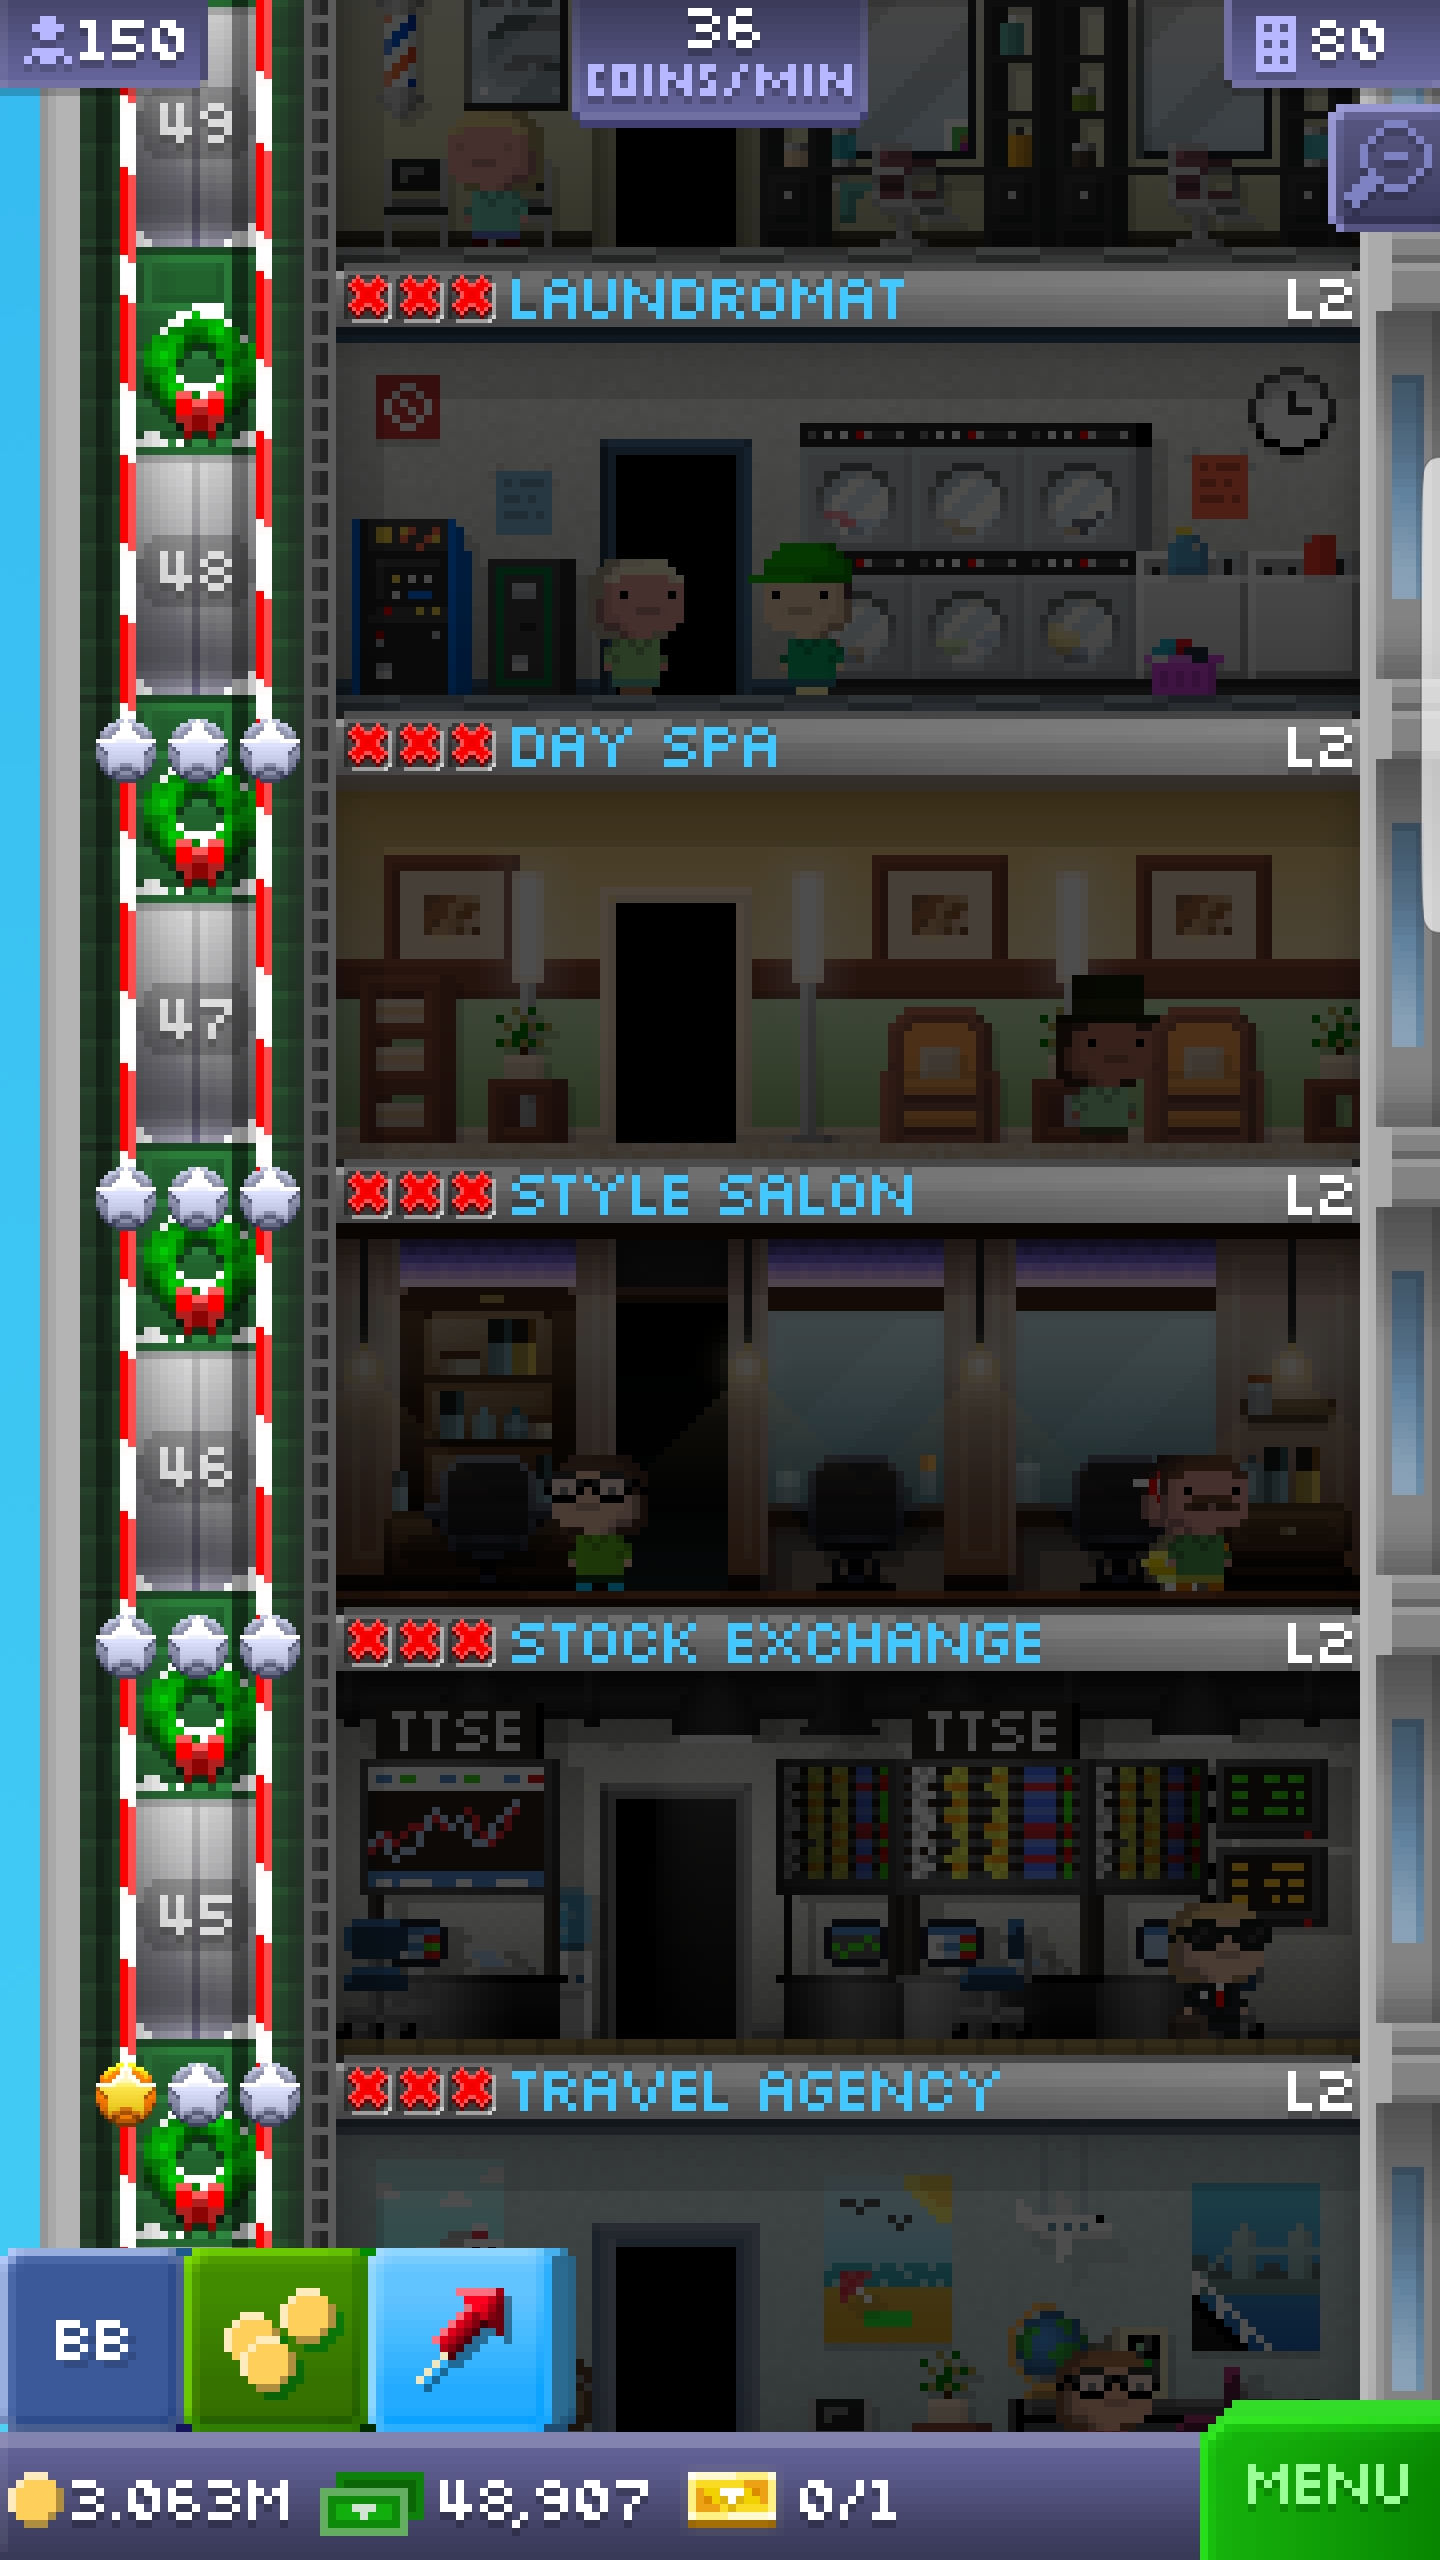 150
36
COINS/MIN
80
49
LAUNDROMAT L2
48
DAY SPA L2
47
STYLE SALON L2
46
STOCK EXCHANGE L2
TTSE TTSE
45
TRAVEL AGENCY L2
BB
3.063M 48,907 0/1
MENU